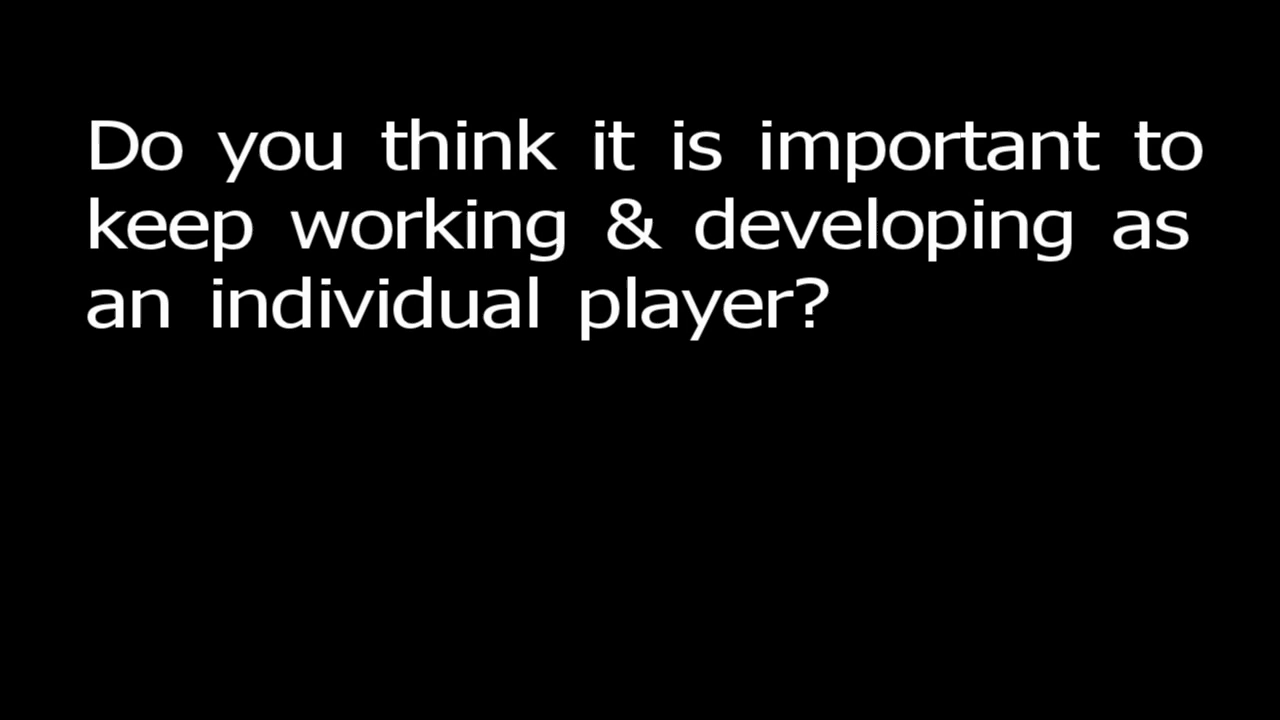 Do you think it is important to
keep working & developing as
an individual player?